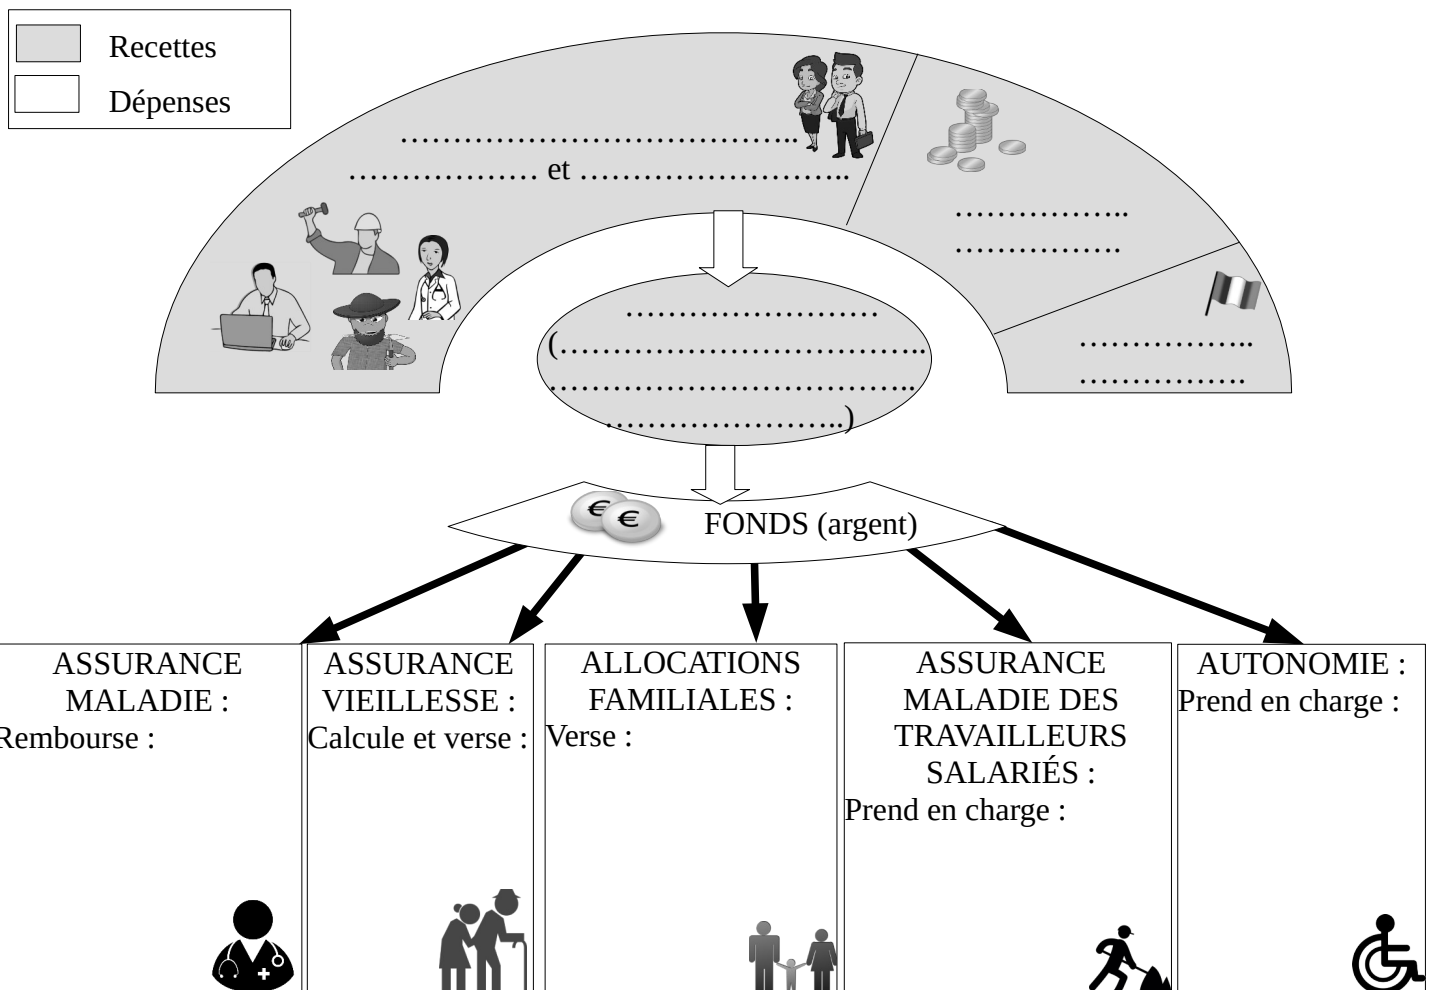 Recettes
Dépenses
………………………………..
……………… et ……………………..
……………..
…………….
……………..
…………….
……………………
(……………………………..
……………………………..
…………………..)
FONDS (argent)
ASSURANCE
MALADIE :
Rembourse :
ASSURANCE
VIEILLESSE :
Calcule et verse :
ALLOCATIONS
FAMILIALES :
Verse :
ASSURANCE
MALADIE DES
TRAVAILLEURS
SALARIÉS :
Prend en charge :
AUTONOMIE :
Prend en charge :